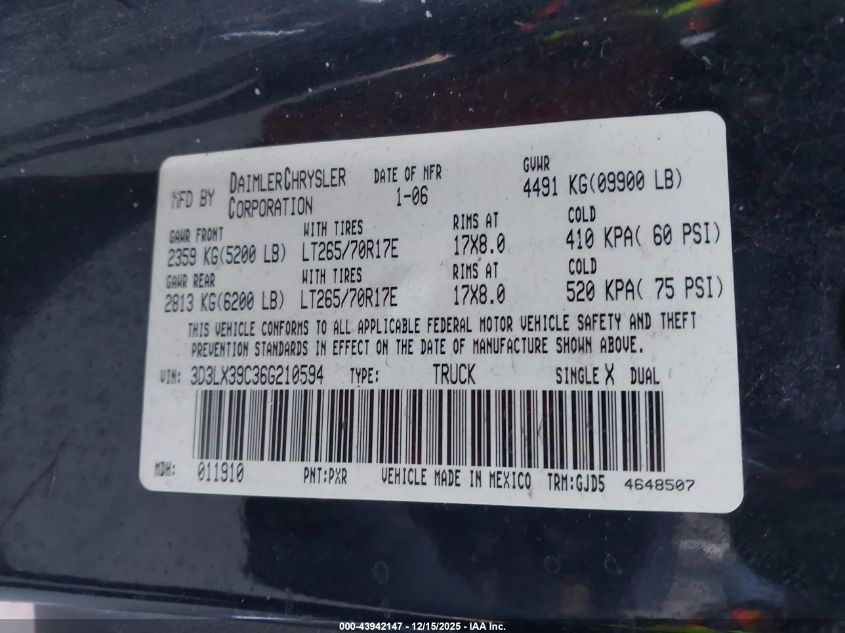 MFD BY DAIMLERCHRYSLER CORPORATION DATE OF MFR 1-06 GVWR 4491 KG(09900 LB)
GAWR FRONT WITH TIRES RIMS AT COLD
2359 KG(5200 LB) LT265/70R17E 17X8.0 410 KPA( 60 PSI)
GAWR REAR WITH TIRES RIMS AT COLD
2813 KG(6200 LB) LT265/70R17E 17X8.0 520 KPA( 75 PSI)
THIS VEHICLE CONFORMS TO ALL APPLICABLE FEDERAL MOTOR VEHICLE SAFETY AND THEFT
PREVENTION STANDARDS IN EFFECT ON THE DATE OF MANUFACTURE SHOWN ABOVE.
VIN: 3D3LX39C36G210594 TYPE: TRUCK SINGLE X DUAL
MDH: 011910 PNT:PXR VEHICLE MADE IN MEXICO TRM:GJD5 4648507
000-43942147 - 12/15/2025 - IAA Inc.